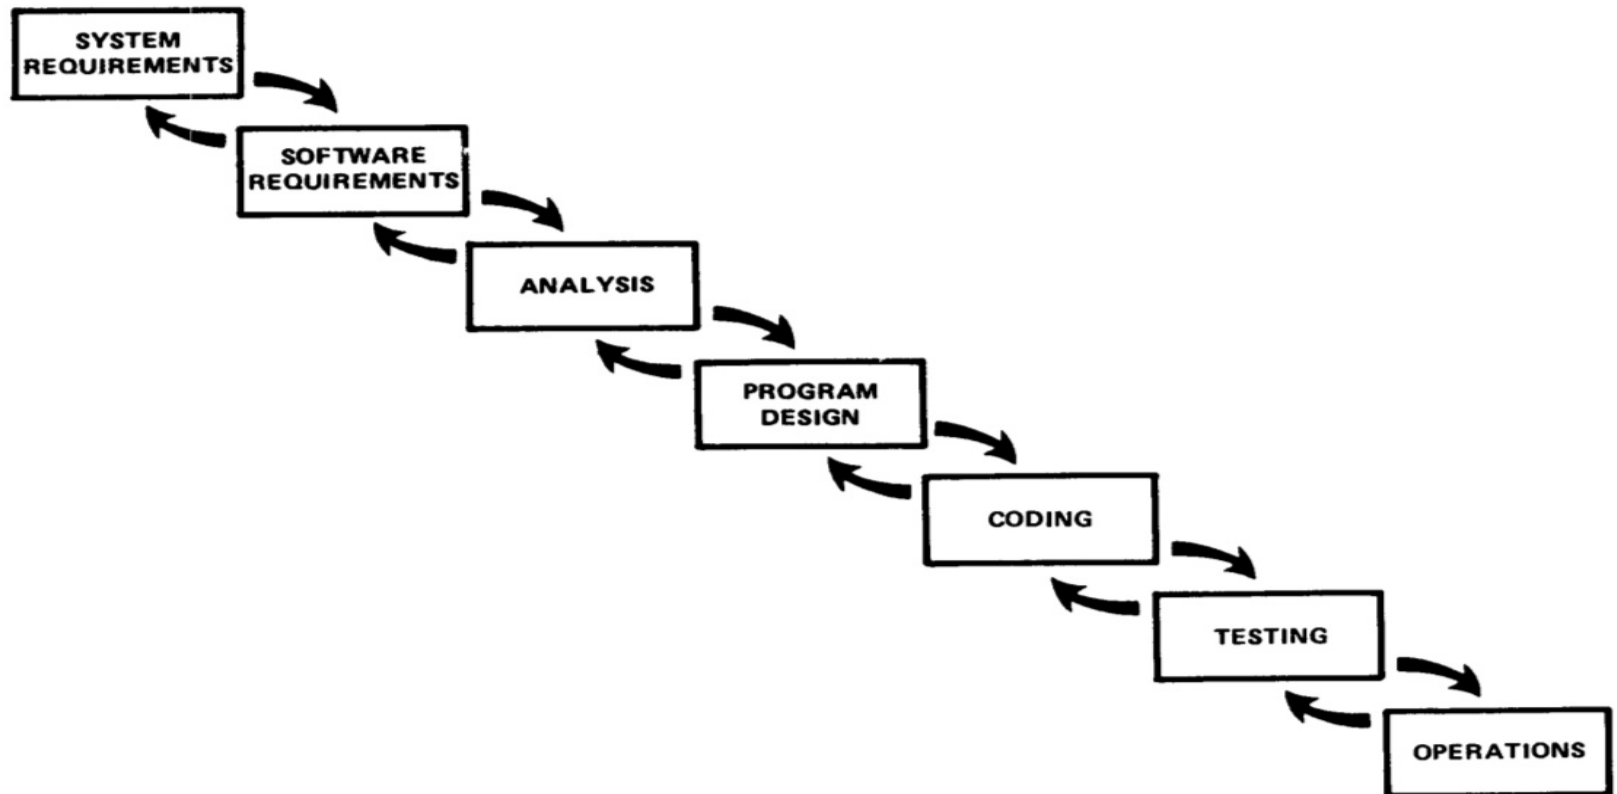 SYSTEM
REQUIREMENTS
SOFTWARE
REQUIREMENTS
ANALYSIS
PROGRAM
DESIGN
CODING
TESTING
OPERATIONS